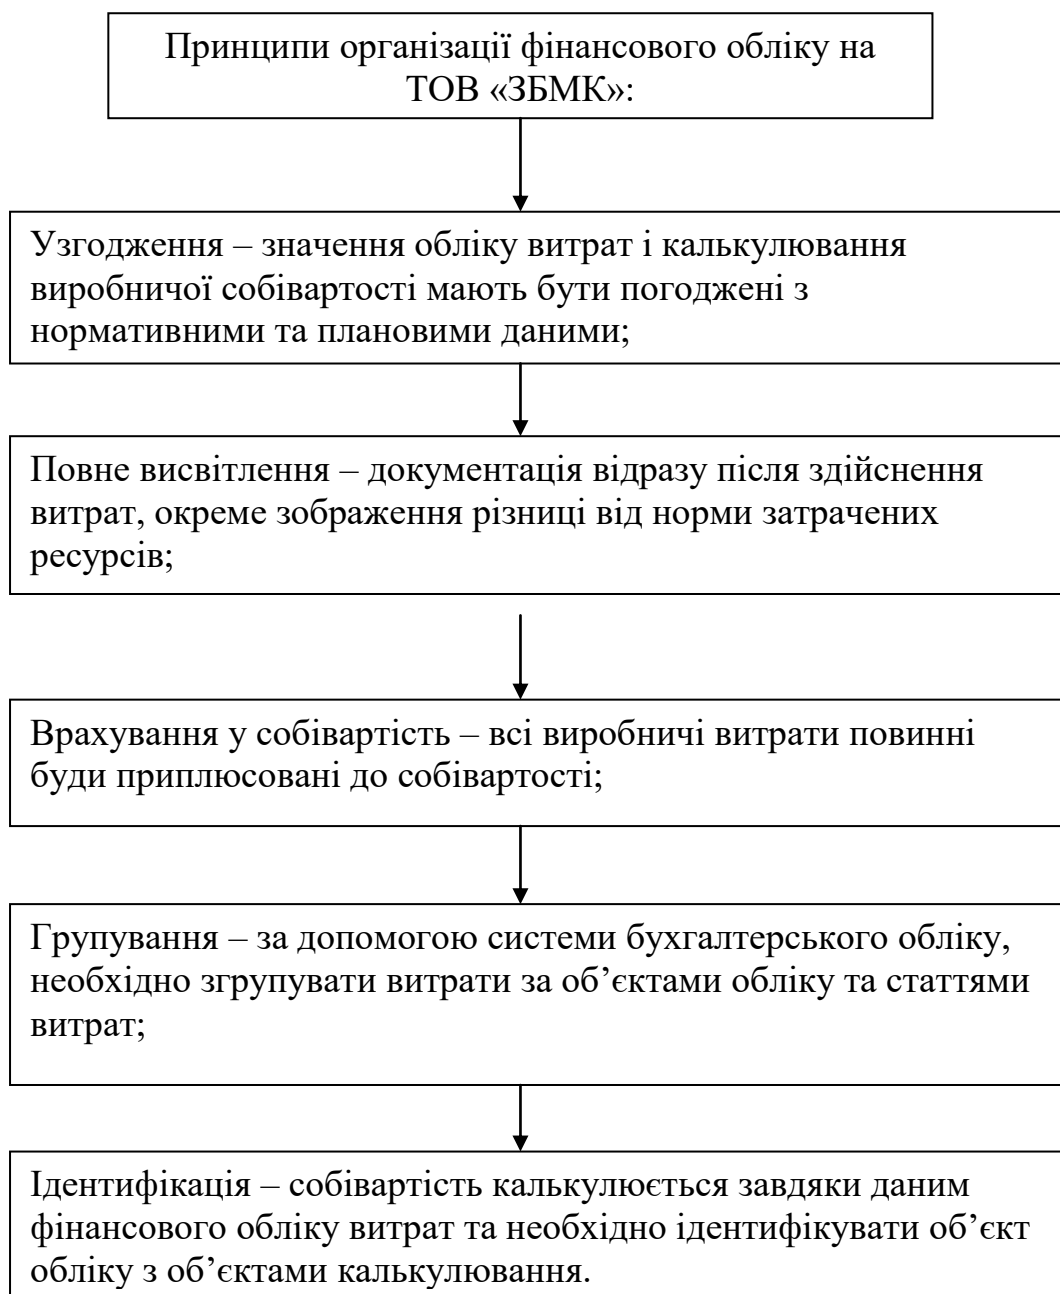 Принципи організації фінансового обліку на
ТОВ «ЗБМК»:
Узгодження – значення обліку витрат і калькулювання
виробничої собівартості мають бути погоджені з
нормативними та плановими даними;
Повне висвітлення – документація відразу після здійснення
витрат, окреме зображення різниці від норми затрачених
ресурсів;
Врахування у собівартість – всі виробничі витрати повинні
буди приплюсовані до собівартості;
Групування – за допомогою системи бухгалтерського обліку,
необхідно згрупувати витрати за об’єктами обліку та статтями
витрат;
Ідентифікація – собівартість калькулюється завдяки даним
фінансового обліку витрат та необхідно ідентифікувати об’єкт
обліку з об’єктами калькулювання.